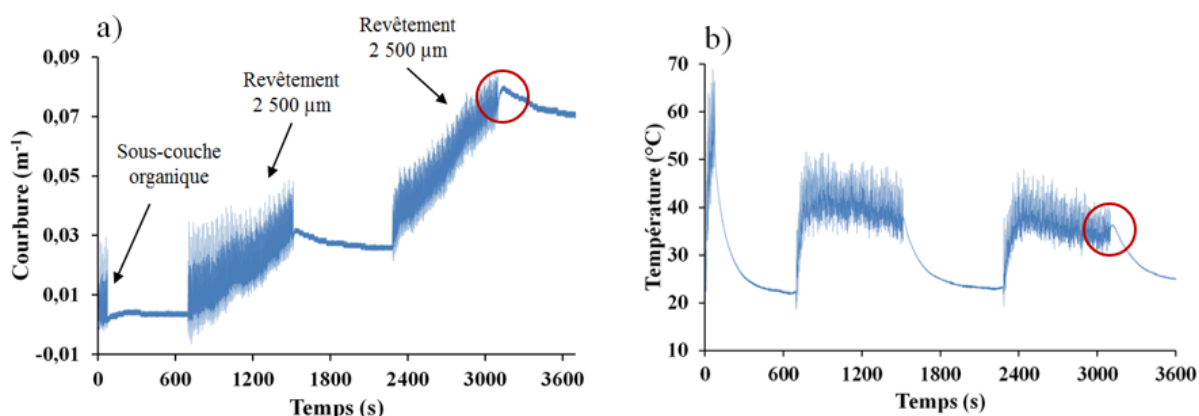 a)
Courbure (m⁻¹)
0,09
0,07
0,05
0,03
0,01
-0,01
Sous-couche
organique
Revêtement
2 500 µm
Revêtement
2 500 µm
0 600 1200 1800 2400 3000 3600
Temps (s)
b)
Température (°C)
70
60
50
40
30
20
10
0 600 1200 1800 2400 3000 3600
Temps (s)